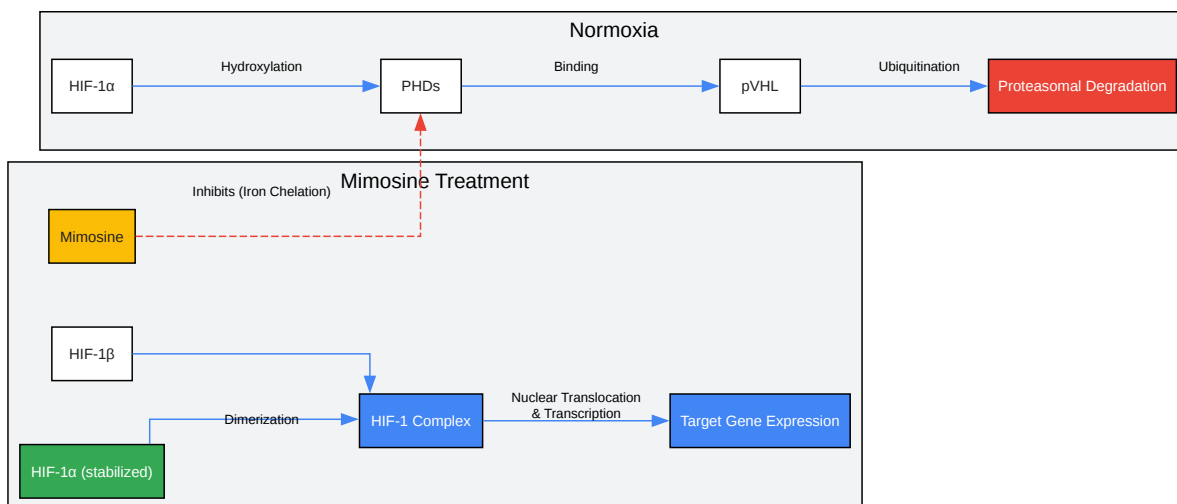 Normoxia
HIF-1α
Hydroxylation
PHDs
Binding
pVHL
Ubiquitination
Proteasomal Degradation
Mimosine Treatment
Inhibits (Iron Chelation)
Mimosine
HIF-1β
HIF-1α (stabilized)
Dimerization
HIF-1 Complex
Nuclear Translocation
& Transcription
Target Gene Expression